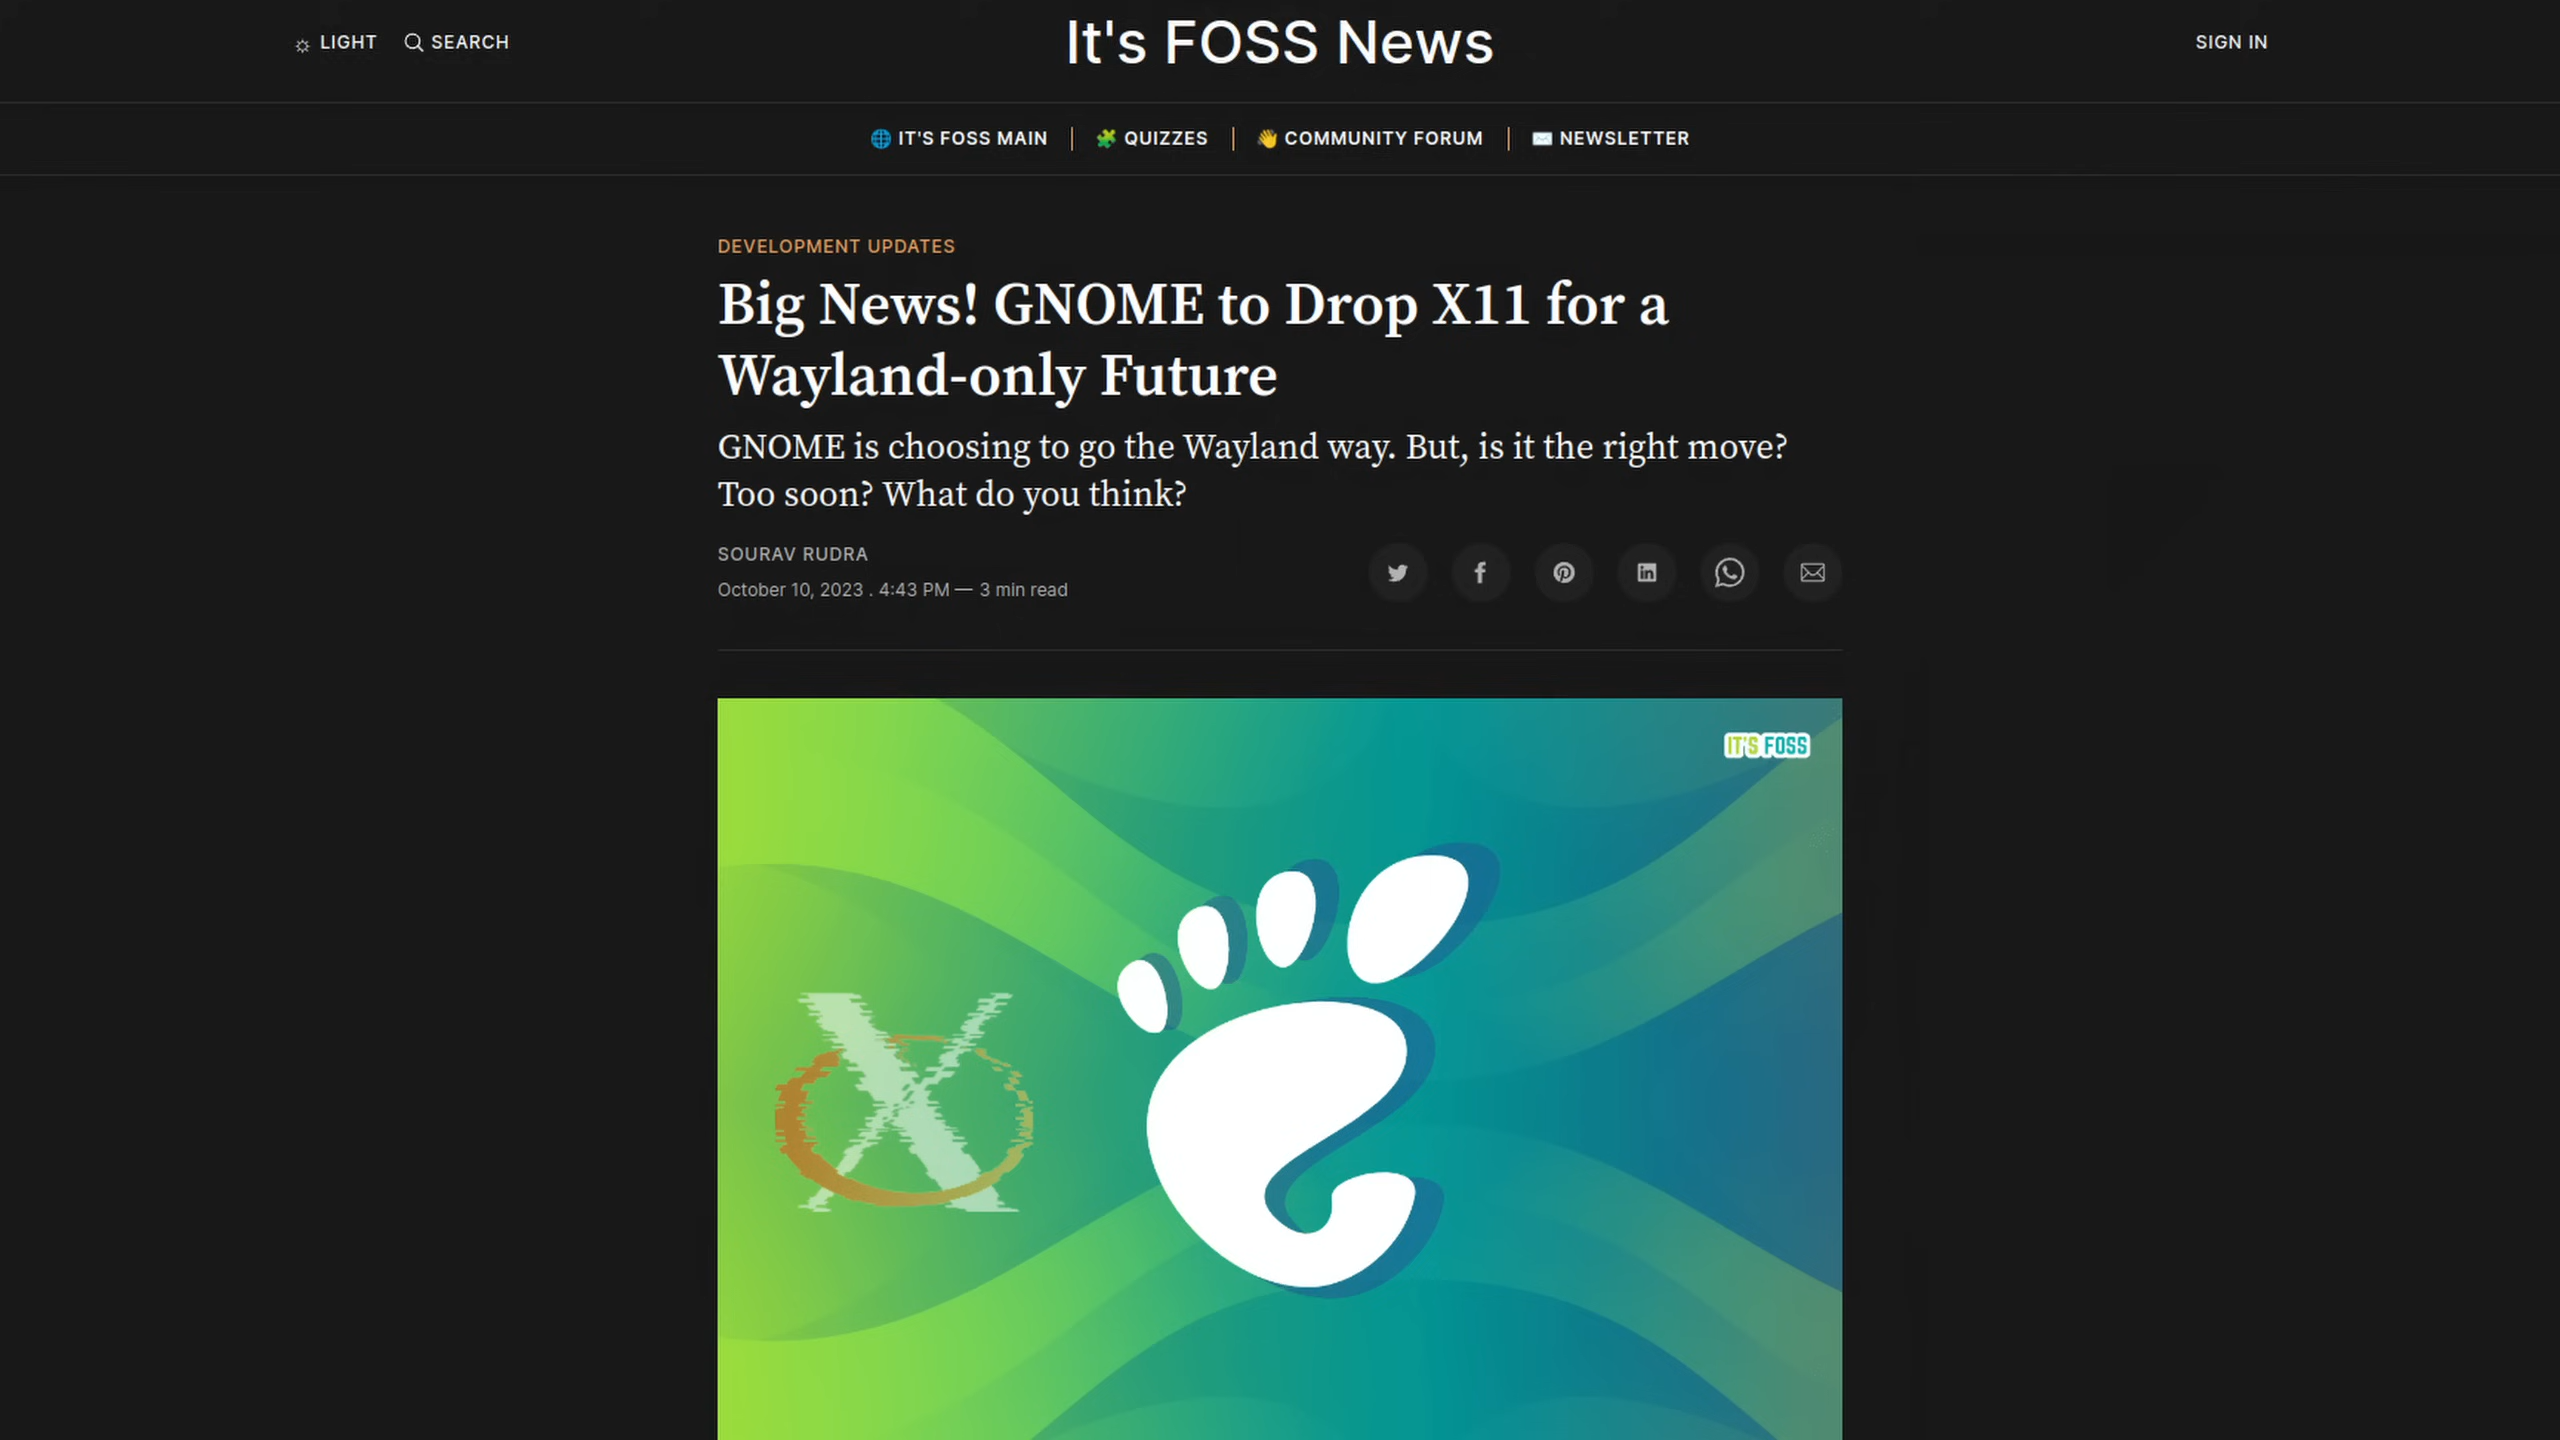 LIGHT
SEARCH
It's FOSS News
SIGN IN
IT'S FOSS MAIN
QUIZZES
COMMUNITY FORUM
NEWSLETTER
DEVELOPMENT UPDATES
Big News! GNOME to Drop X11 for a
Wayland-only Future
GNOME is choosing to go the Wayland way. But, is it the right move?
Too soon? What do you think?
SOURAV RUDRA
October 10, 2023 . 4:43 PM — 3 min read
IT'S FOSS
X